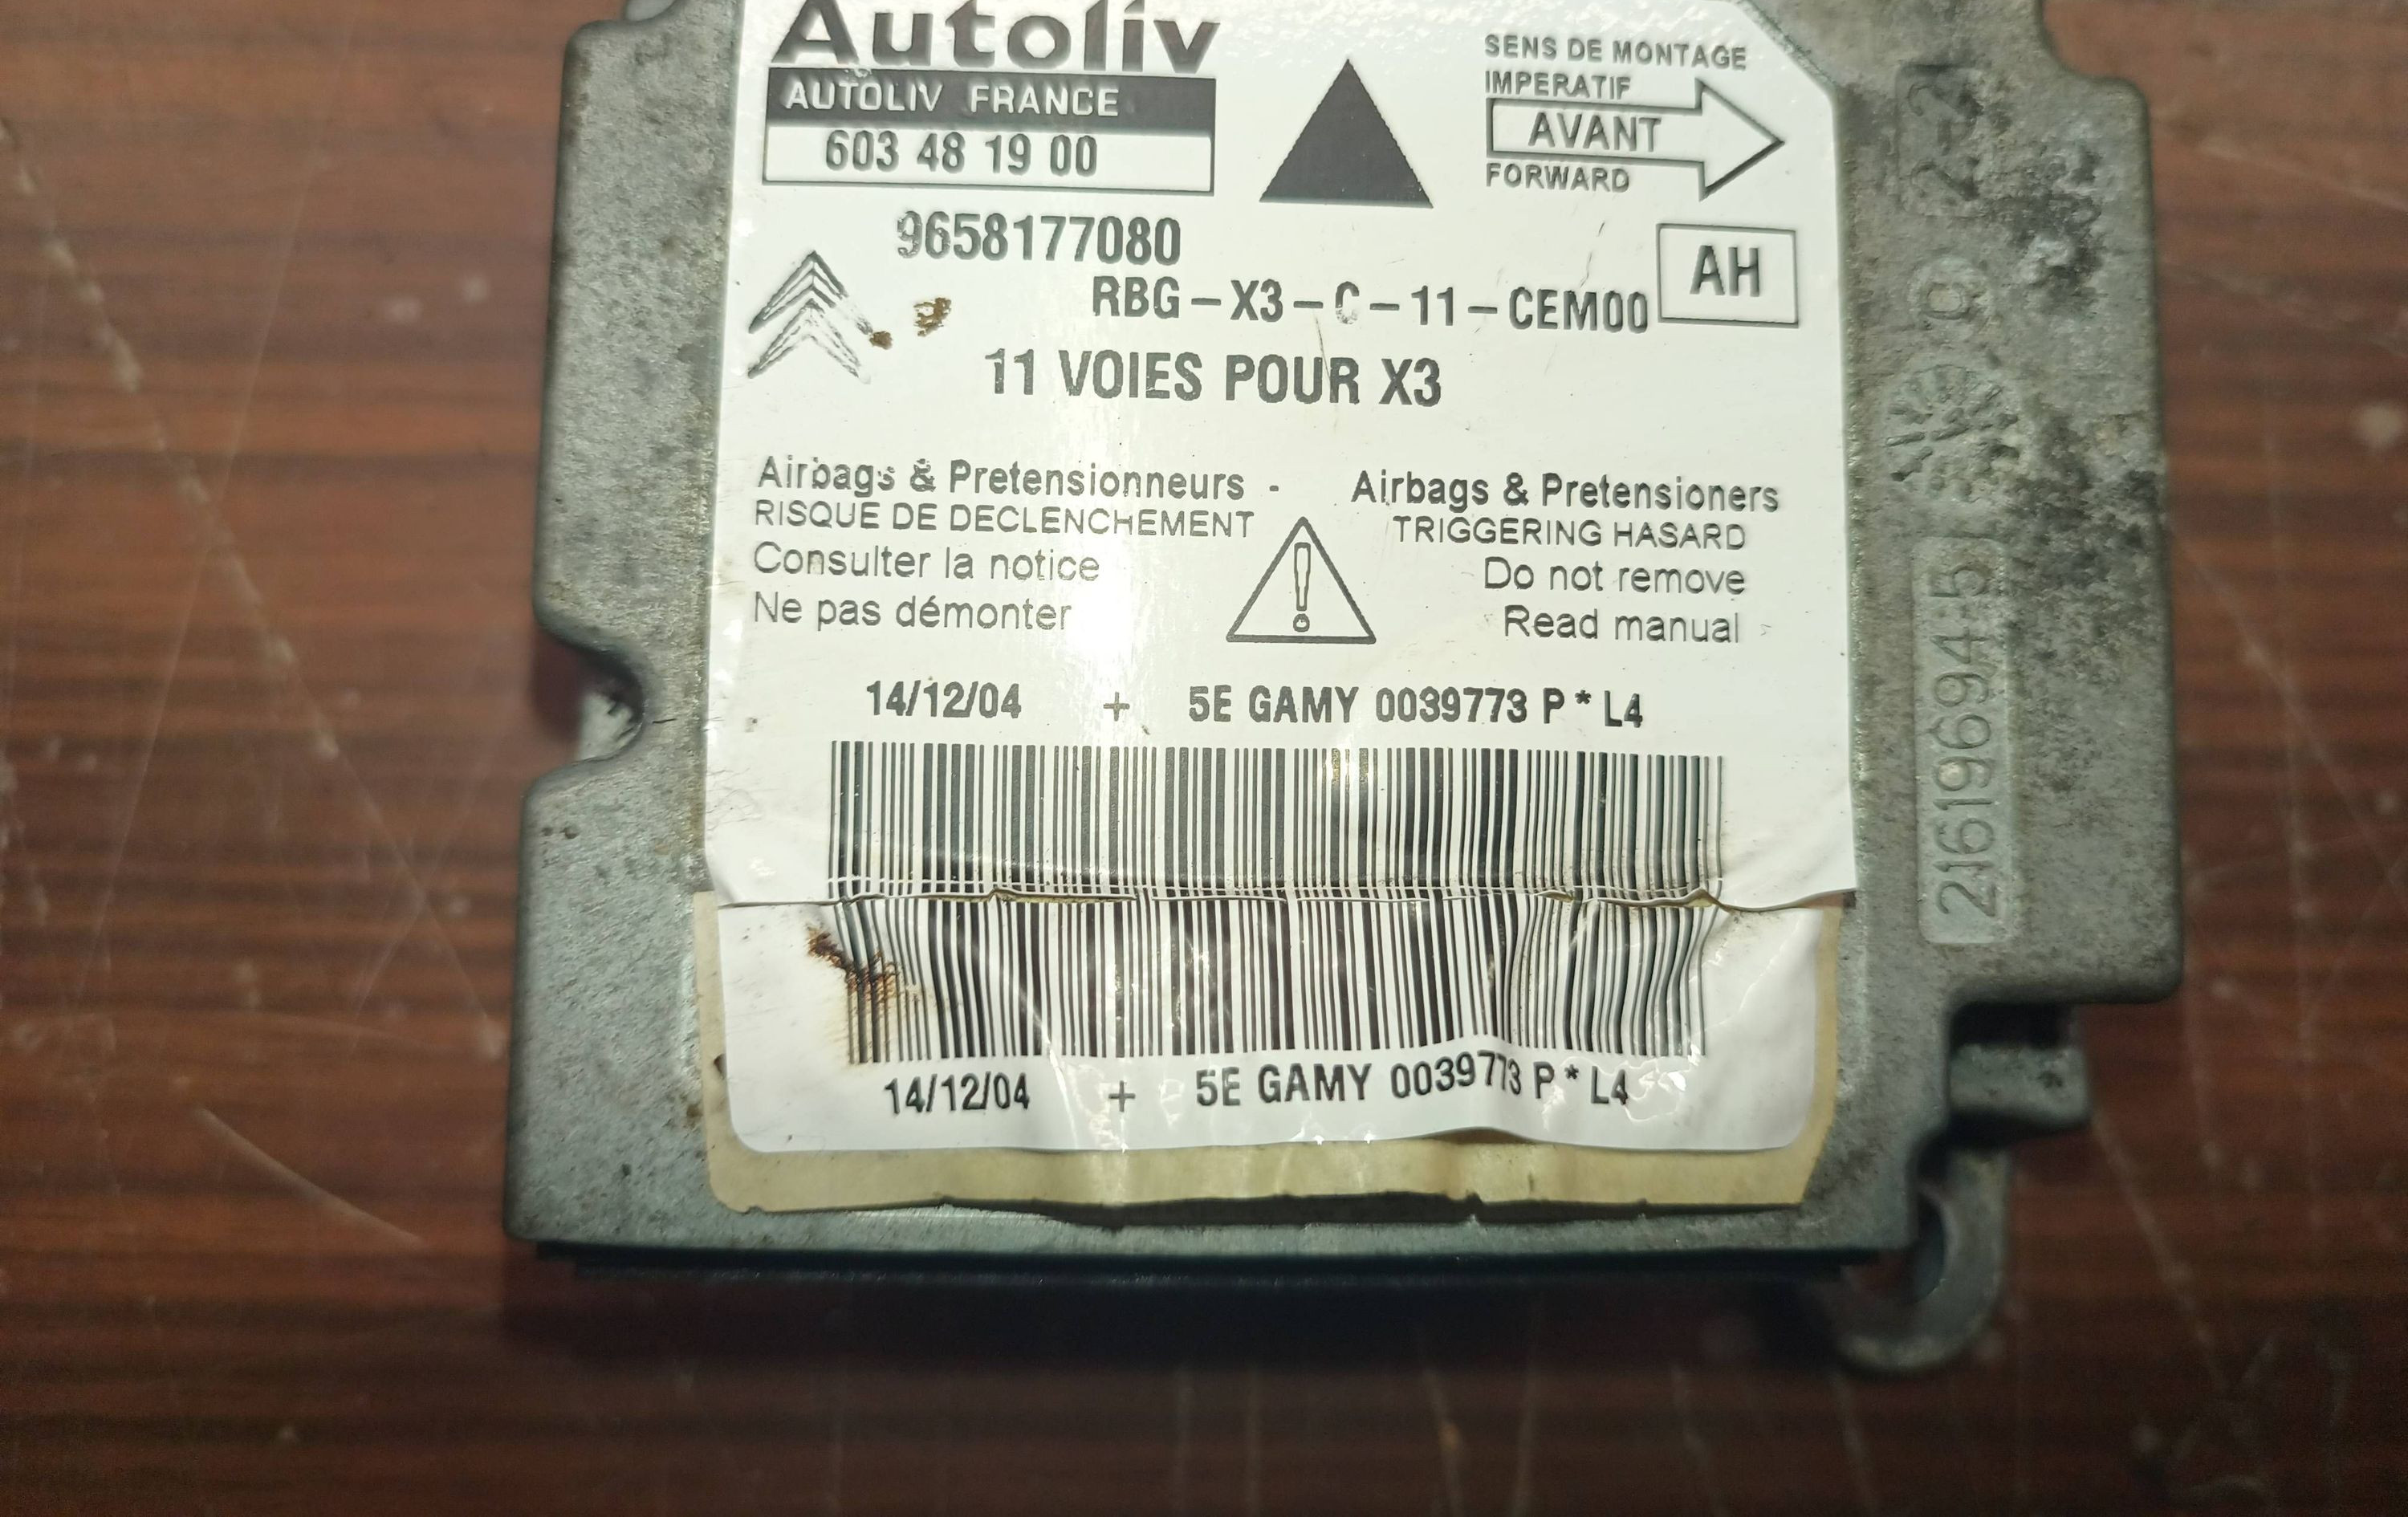 Autoliv
AUTOLIV FRANCE
603 48 19 00
SENS DE MONTAGE
IMPERATIF
AVANT
FORWARD
9658177080
AH
RBG-X3-C-11-CEM00
11 VOIES POUR X3
Airbags & Pretensionneurs -
RISQUE DE DECLENCHEMENT
Consulter la notice
Ne pas démonter
Airbags & Pretensioners
TRIGGERING HASARD
Do not remove
Read manual
14/12/04 + 5E GAMY 0039773 P * L4
14/12/04 + 5E GAMY 0039773 P * L4
216196945